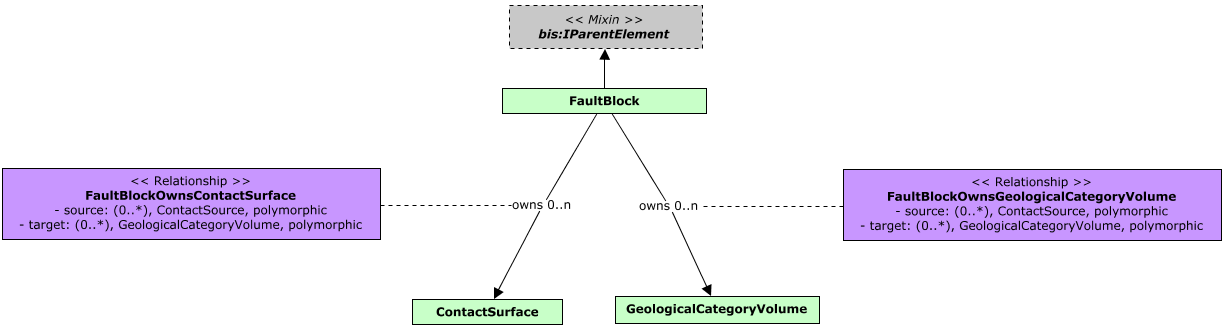 << Mixin >>
bis:IParentElement
FaultBlock
<< Relationship >>
FaultBlockOwnsContactSurface
- source: (0..*), ContactSource, polymorphic
- target: (0..*), GeologicalCategoryVolume, polymorphic
owns 0..n
owns 0..n
<< Relationship >>
FaultBlockOwnsGeologicalCategoryVolume
- source: (0..*), ContactSource, polymorphic
- target: (0..*), GeologicalCategoryVolume, polymorphic
ContactSurface
GeologicalCategoryVolume